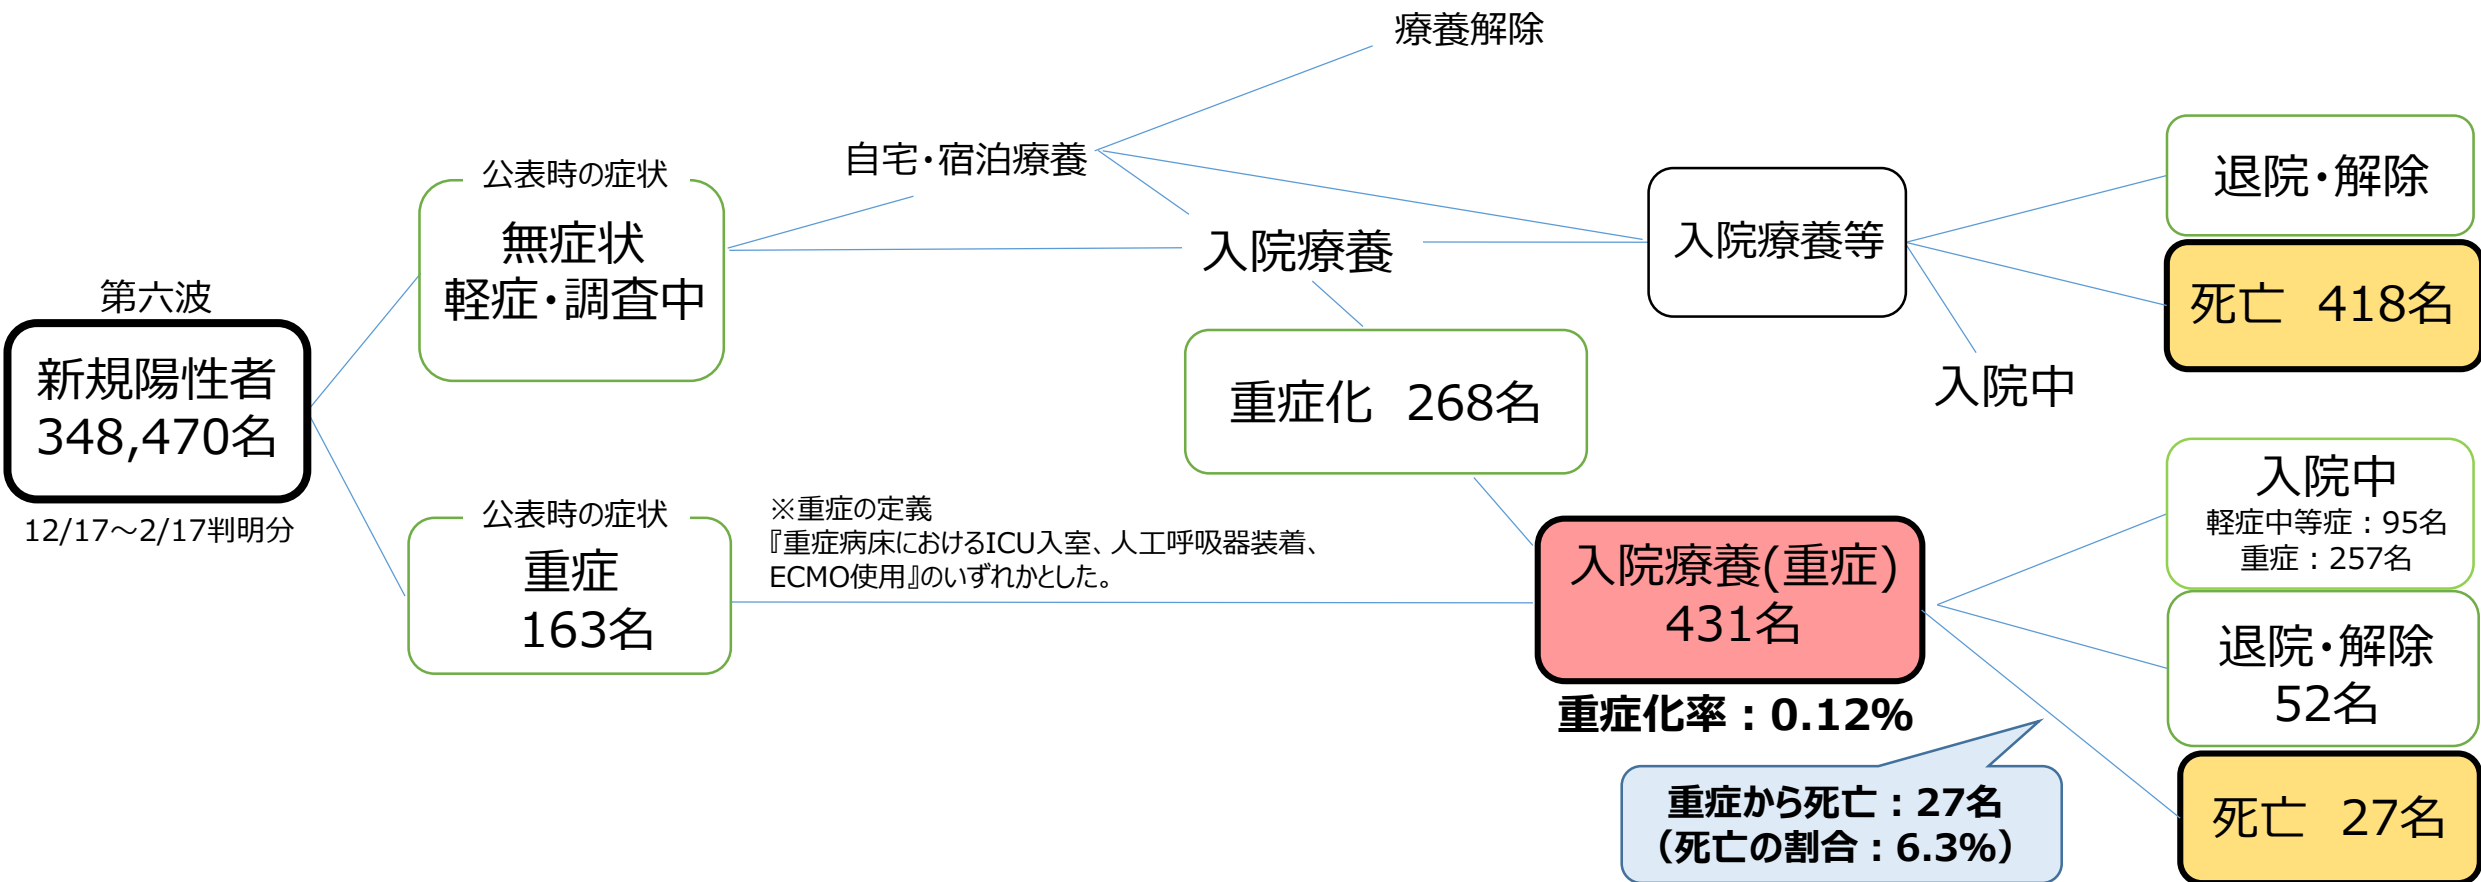 第六波
新規陽性者
348,470名
12/17～2/17判明分
公表時の症状
無症状
軽症・調査中
公表時の症状
重症
163名
自宅・宿泊療養
療養解除
入院療養
重症化　268名
※重症の定義
『重症病床におけるICU入室、人工呼吸器装着、
ECMO使用』のいずれかとした。
入院療養等
退院・解除
死亡　418名
入院中
入院療養(重症)
431名
重症化率：0.12%
重症から死亡：27名
（死亡の割合：6.3%）
入院中
軽症中等症：95名
重症：257名
退院・解除
52名
死亡　27名